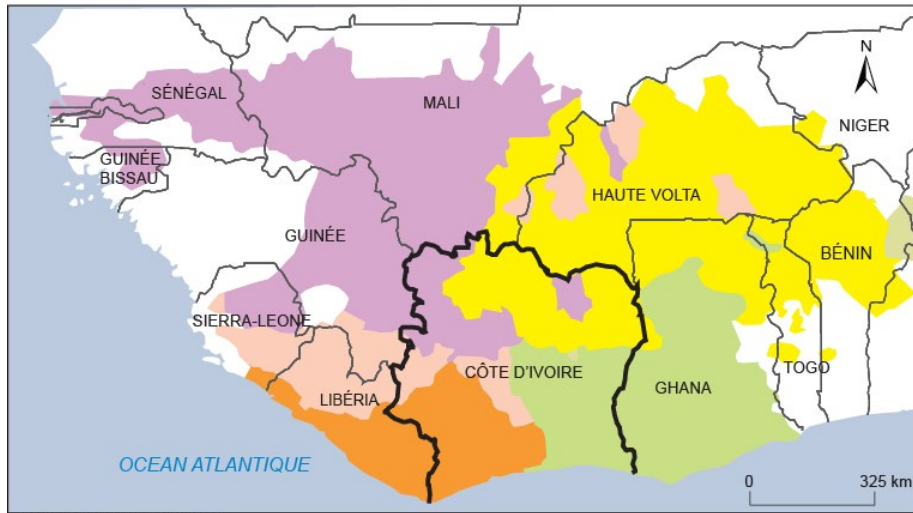 N
SÉNÉGAL
MALI
NIGER
GUINÉE
BISSAU
HAUTE VOLTA
GUINÉE
BÉNIN
SIERRA-LEONE
CÔTE D'IVOIRE
TOGO
GHANA
LIBÉRIA
OCEAN ATLANTIQUE
0 325 km